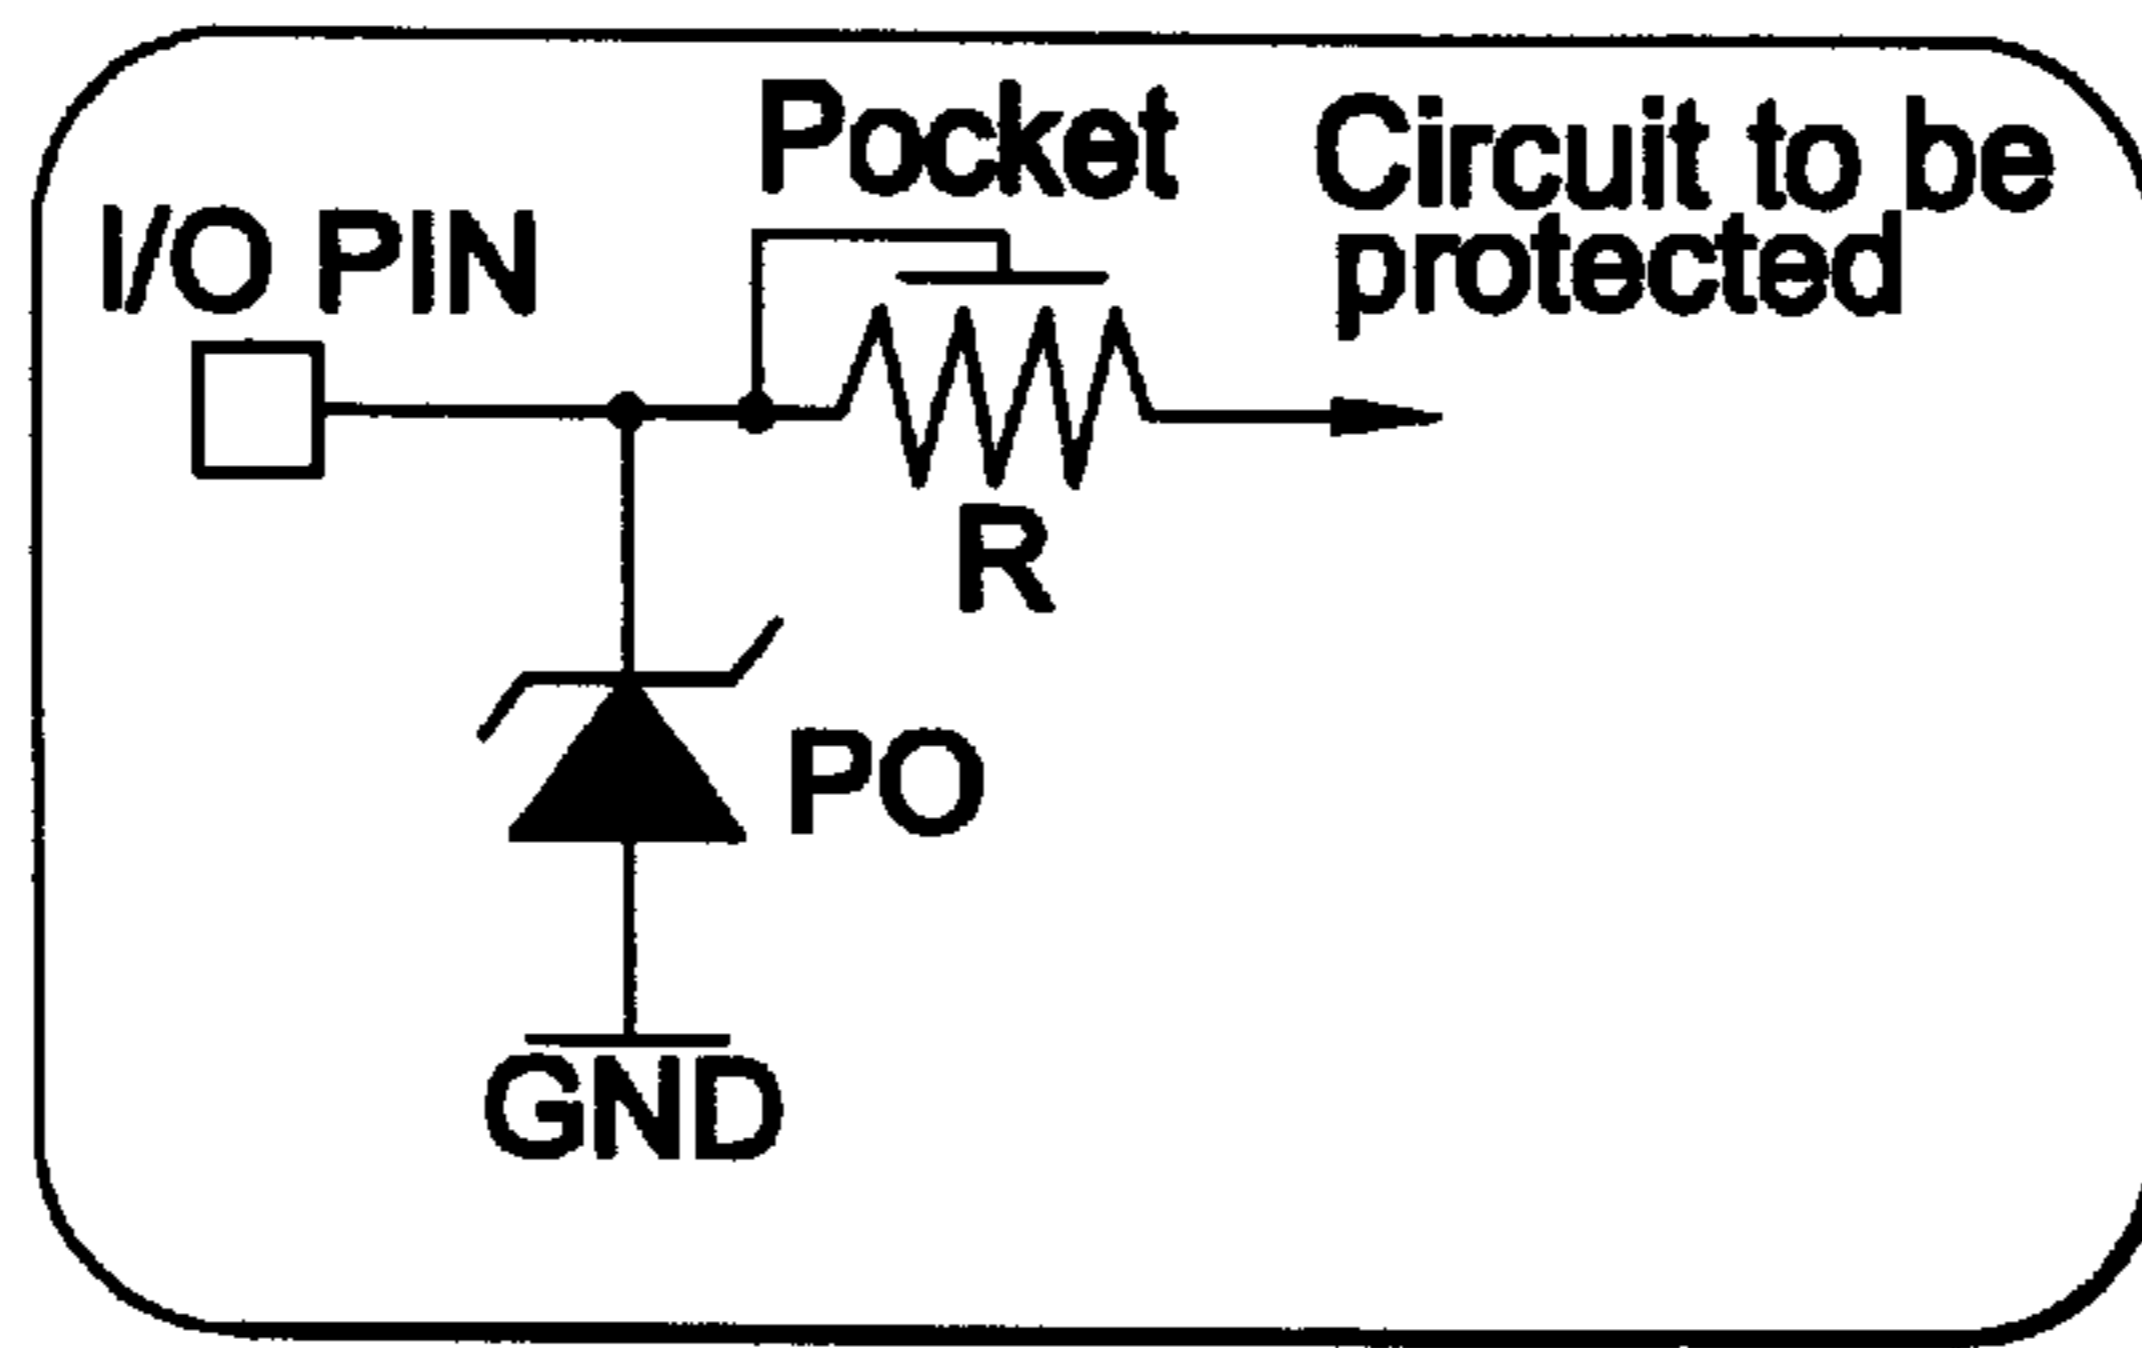 Pocket
Circuit to be
protected
I/O PIN
R
PO
GND